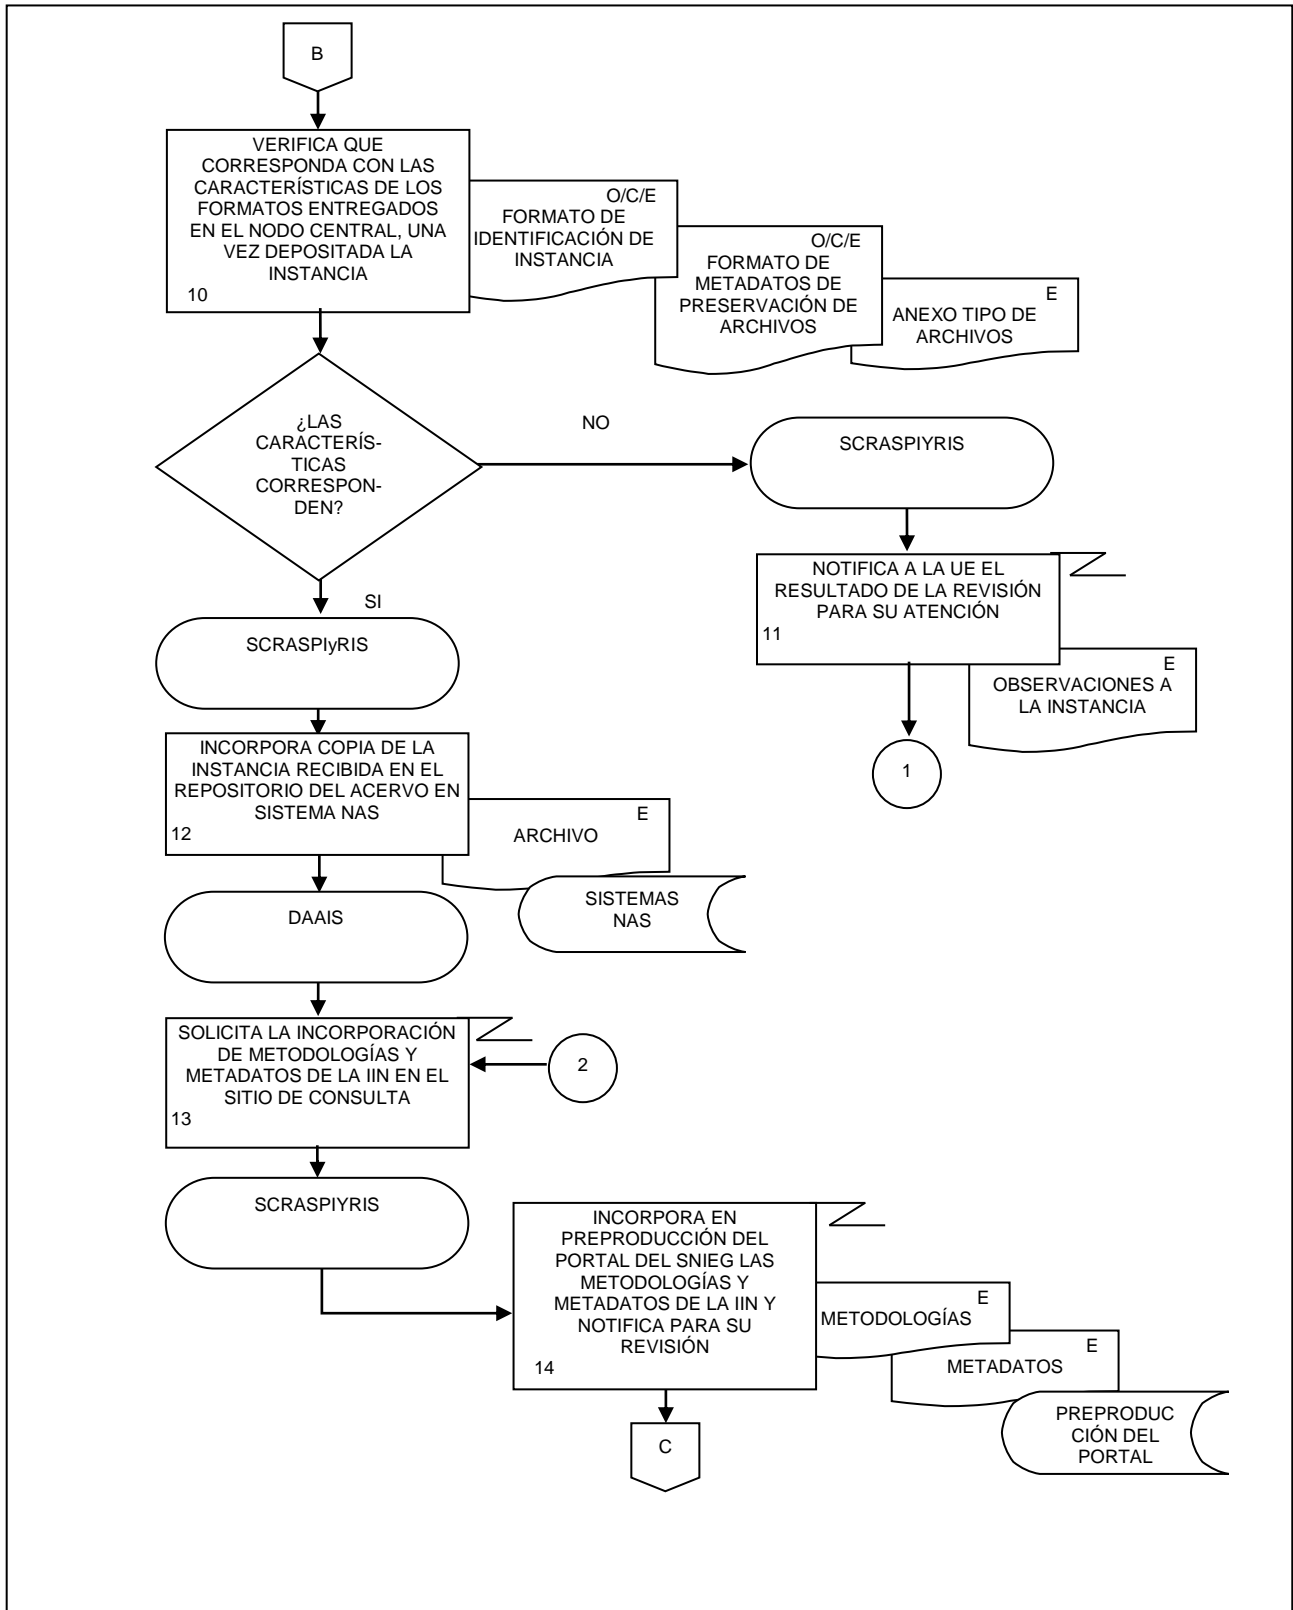 B
VERIFICA QUE
CORRESPONDA CON LAS
CARACTERÍSTICAS DE LOS
FORMATOS ENTREGADOS
EN EL NODO CENTRAL, UNA
VEZ DEPOSITADA LA
INSTANCIA
10
O/C/E
FORMATO DE
IDENTIFICACIÓN DE
INSTANCIA
O/C/E
FORMATO DE
METADATOS DE
PRESERVACIÓN DE
ARCHIVOS
E
ANEXO TIPO DE
ARCHIVOS
¿LAS
CARACTERÍS-
TICAS
CORRESPON-
DEN?
NO
SCRASPIYRIS
NOTIFICA A LA UE EL
RESULTADO DE LA REVISIÓN
PARA SU ATENCIÓN
11
E
OBSERVACIONES A
LA INSTANCIA
1
SI
SCRASPIyRIS
INCORPORA COPIA DE LA
INSTANCIA RECIBIDA EN EL
REPOSITORIO DEL ACERVO EN
SISTEMA NAS
12
E
ARCHIVO
SISTEMAS
NAS
DAAIS
SOLICITA LA INCORPORACIÓN
DE METODOLOGÍAS Y
METADATOS DE LA IIN EN EL
SITIO DE CONSULTA
13
2
SCRASPIYRIS
INCORPORA EN
PREPRODUCCIÓN DEL
PORTAL DEL SNIEG LAS
METODOLOGÍAS Y
METADATOS DE LA IIN Y
NOTIFICA PARA SU
REVISIÓN
14
E
METODOLOGÍAS
E
METADATOS
PREPRODUC
CIÓN DEL
PORTAL
C